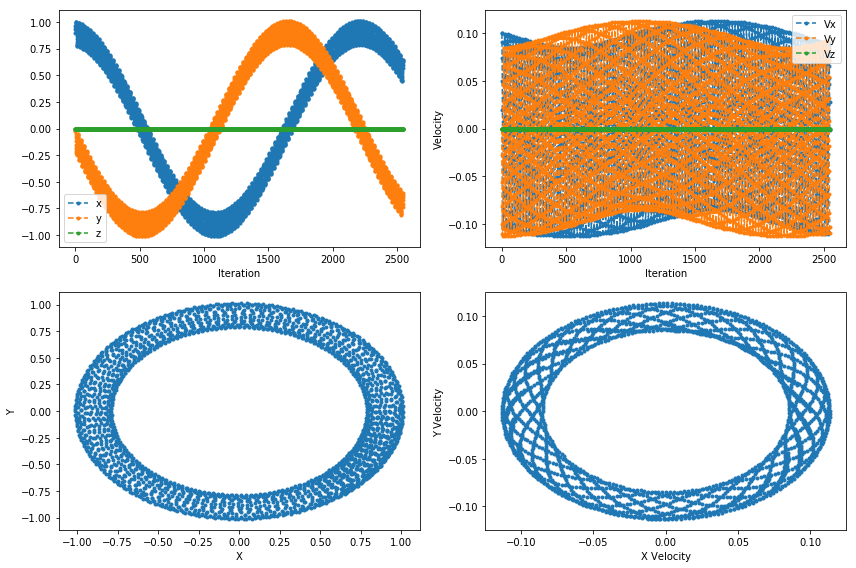 1.00
0.75
0.50
0.25
0.00
−0.25
−0.50
−0.75
−1.00
x
y
z
0 500 1000 1500 2000 2500
Iteration
Velocity
0.10
0.05
0.00
−0.05
−0.10
Vx
Vy
Vz
0 500 1000 1500 2000 2500
Iteration
Y
1.00
0.75
0.50
0.25
0.00
−0.25
−0.50
−0.75
−1.00
−1.00 −0.75 −0.50 −0.25 0.00 0.25 0.50 0.75 1.00
X
Y Velocity
0.10
0.05
0.00
−0.05
−0.10
−0.10 −0.05 0.00 0.05 0.10
X Velocity